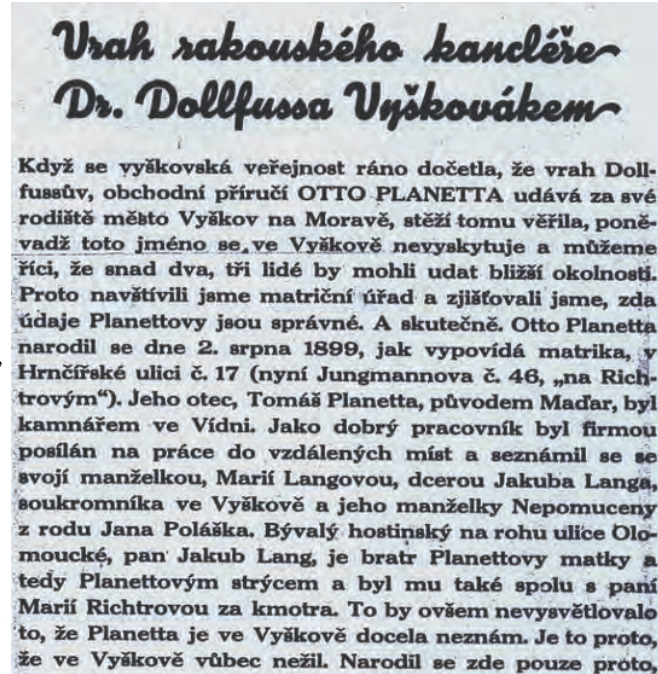 Vrah rakouského kancléře
Dr. Dollfussa Vyškovákem
Když se vyškovská veřejnost ráno dočetla, že vrah Doll-
fussův, obchodní příručí OTTO PLANETTA udává za své
rodiště město Vyškov na Moravě, stěží tomu věřila, poně-
vadž toto jméno se ve Vyškově nevyskytuje a můžeme
říci, že snad dva, tři lidé by mohli udat bližší okolnosti.
Proto navštívili jsme matriční úřad a zjišťovali jsme, zda
údaje Planettovy jsou správné. A skutečně. Otto Planetta
narodil se dne 2. srpna 1899, jak vypovídá matrika, v
Hrnčířské ulici č. 17 (nyní Jungmannova č. 46, „na Rich-
trovým“). Jeho otec, Tomáš Planetta, původem Maďar, byl
kamnářem ve Vídni. Jako dobrý pracovník byl firmou
posílán na práce do vzdálených míst a seznámil se se
svojí manželkou, Marií Langovou, dcerou Jakuba Langa,
soukromníka ve Vyškově a jeho manželky Nepomuceny
z rodu Jana Poláška. Bývalý hostinský na rohu ulice Olo-
moucké, pan Jakub Lang, je bratr Planettovy matky a
tedy Planettovým strýcem a byl mu také spolu s paní
Marií Richtrovou za kmotra. To by ovšem nevysvětlovalo
to, že Planetta je ve Vyškově docela neznám. Je to proto,
že ve Vyškově vůbec nežil. Narodil se zde pouze proto,